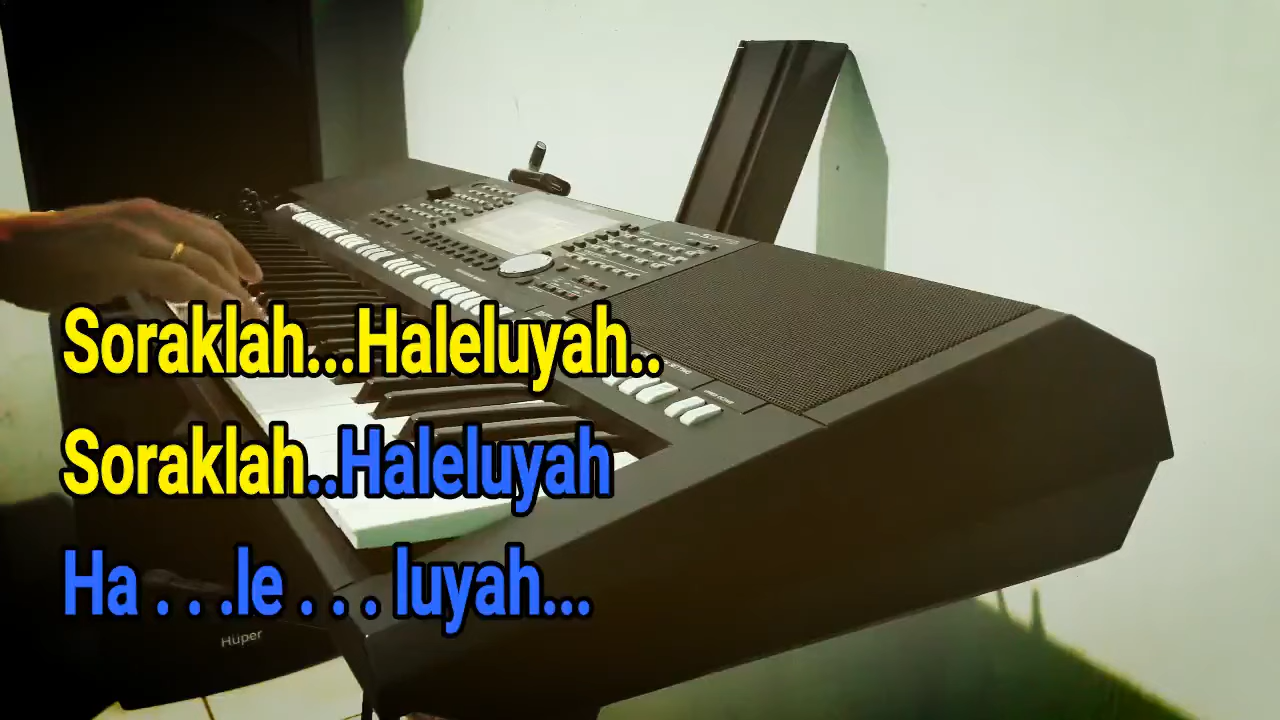 Soraklah...Haleluyah..
Soraklah..Haleluyah
Ha . . .le . . . luyah...
Huper